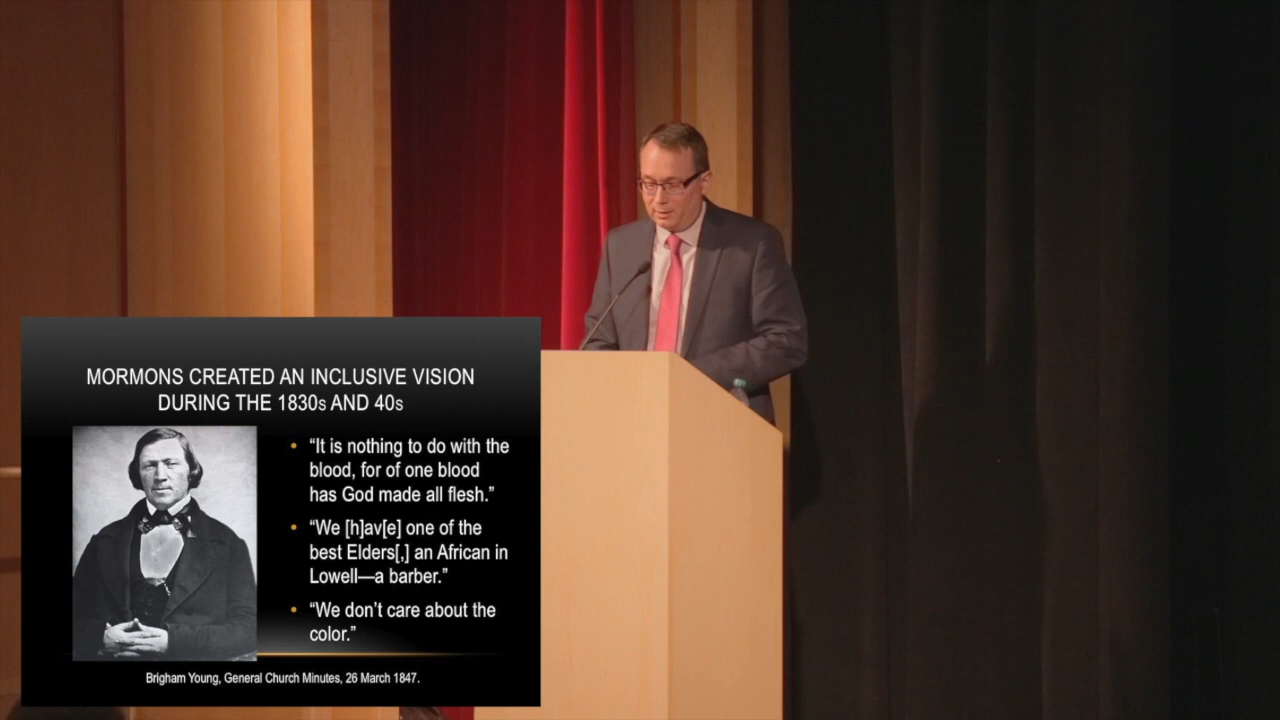 MORMONS CREATED AN INCLUSIVE VISION
DURING THE 1830s AND 40s
• “It is nothing to do with the
blood, for of one blood
has God made all flesh.”
• “We [h]av[e] one of the
best Elders[,] an African in
Lowell—a barber.”
• “We don’t care about the
color.”
Brigham Young, General Church Minutes, 26 March 1847.